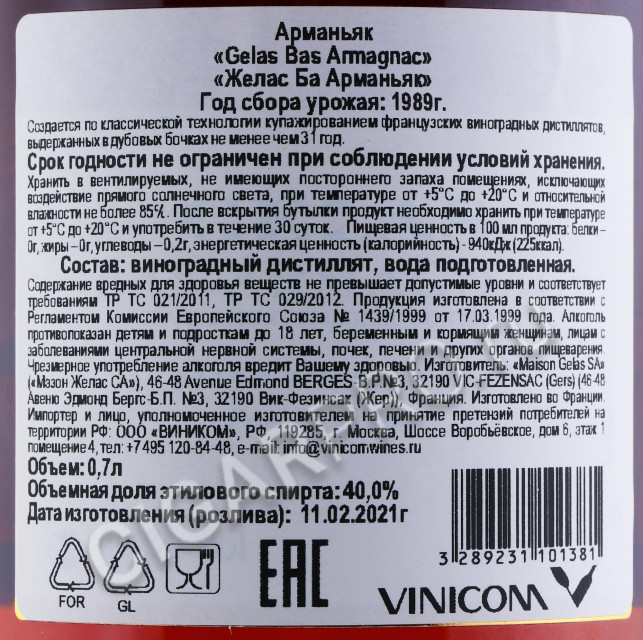 Арманьяк
«Gelas Bas Armagnac»
«Желас Ба Арманьяк»
Год сбора урожая: 1989г.
Создается по классической технологии купажированием французских виноградных дистиллятов,
выдержанных в дубовых бочках не менее чем 31 год.
Срок годности не ограничен при соблюдении условий хранения.
Хранить в вентилируемых, не имеющих постороннего запаха помещениях, исключающих
воздействие прямого солнечного света, при температуре от +5°С до +20°С и относительной
влажности не более 85%. После вскрытия бутылки продукт необходимо хранить при температуре
от +5°С до +20°С и употребить в течение 30 суток. Пищевая ценность в 100 мл продукта: белки –
0г, жиры – 0г, углеводы – 0,2г, энергетическая ценность (калорийность) - 940кДж (225ккал).
Состав: виноградный дистиллят, вода подготовленная.
Содержание вредных для здоровья веществ не превышает допустимые уровни и соответствует
требованиям ТР ТС 021/2011, ТР ТС 029/2012. Продукция изготовлена в соответствии с
Регламентом Комиссии Европейского Союза № 1439/1999 от 17.03.1999 года. Алкоголь
противопоказан детям и подросткам до 18 лет, беременным и кормящим женщинам, лицам с
заболеваниями центральной нервной системы, почек, печени и других органов пищеварения.
Чрезмерное употребление алкоголя вредит Вашему здоровью. Изготовитель: «Maison Gelas SA»
(«Мэзон Желас СА»), 46-48 Avenue Edmond BERGES-B.P.№3, 32190 VIC-FEZENSAC (Gers) (46-48
Авеню Эдмонд Бергс-Б.П. №3, 32190 Вик-Фезинсак (Жер)), Франция. Изготовлено во Франции.
Импортер и лицо, уполномоченное изготовителем на принятие претензий потребителей на
территории РФ: ООО «ВИНИКОМ», РФ, 119285, г. Москва, Шоссе Воробьёвское, дом 6, этаж 1
помещение 4, тел: +7 495 120-84-48, e-mail: info@vinicomwines.ru
Объем: 0,7л
Объемная доля этилового спирта: 40,0%
Дата изготовления (розлива): 11.02.2021г
3 289231 101381
FOR
GL
EAC
VINICOM
CIGARPRO.RU